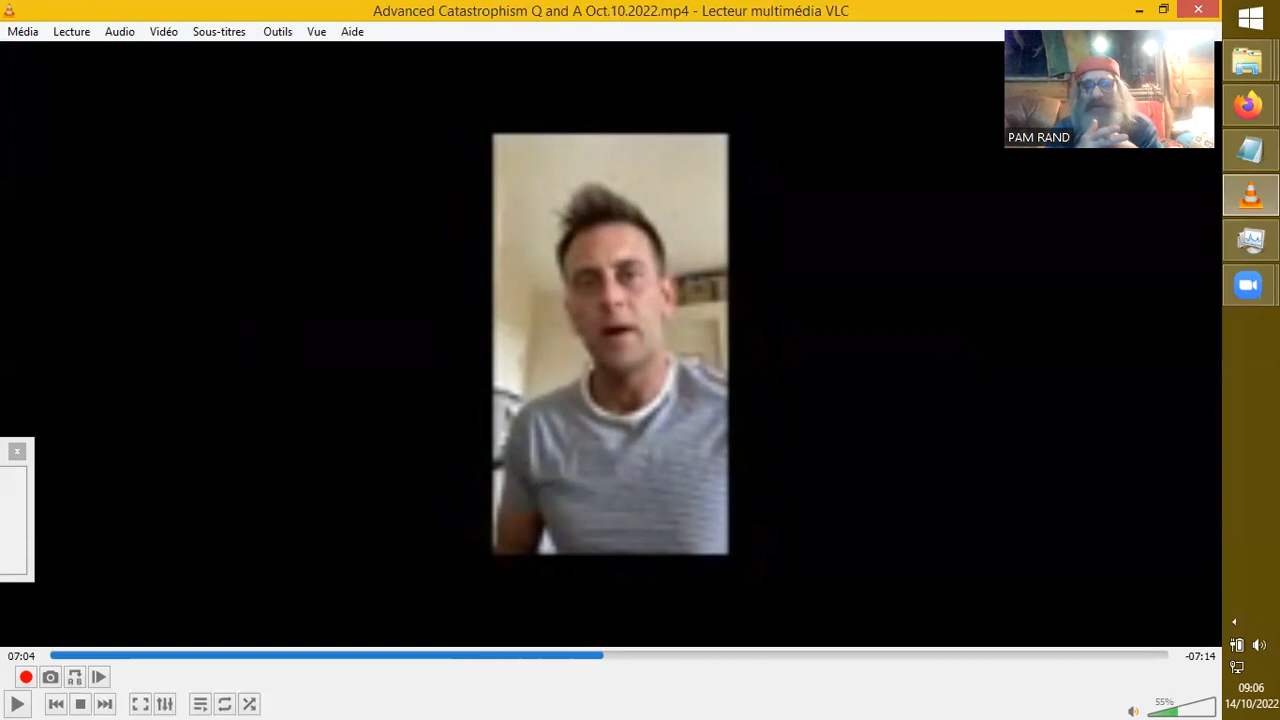 Advanced Catastrophism Q and A Oct.10.2022.mp4 - Lecteur multimédia VLC
Média Lecture Audio Vidéo Sous-titres Outils Vue Aide
PAM RAND
x
07:04
-07:14
A B
55%
09:06
14/10/2022